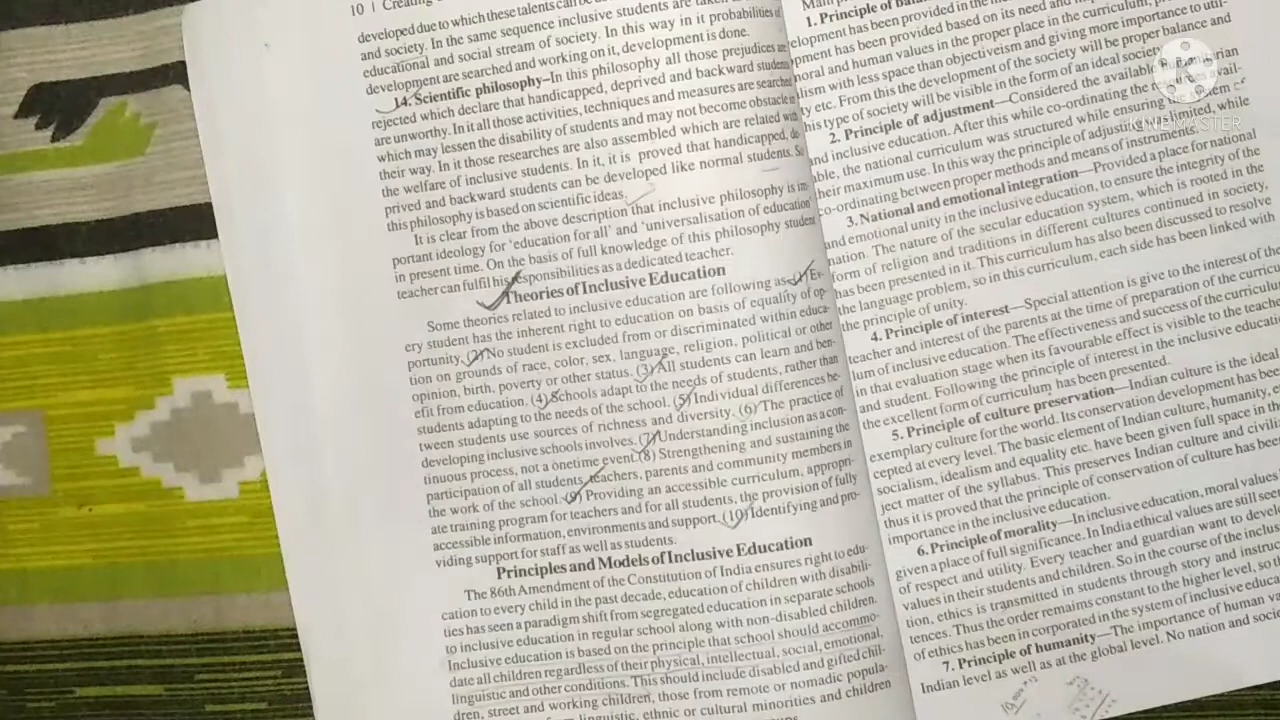 10 | Creating
developed due to which these talents can be
and society. In the same sequence inclusive students are taken
educational and social stream of society. In this way in it probabilities of
development are searched and working on it, development is done.
14. Scientific philosophy—In this philosophy all those prejudices are
rejected which declare that handicapped, deprived and backward students
are unworthy. In it all those activities, techniques and measures are searched
which may lessen the disability of students and may not become obstacle in
their way. In it those researches are also assembled which are related with
the welfare of inclusive students. In it, it is proved that handicapped, de-
prived and backward students can be developed like normal students. So
this philosophy is based on scientific ideas.
It is clear from the above description that inclusive philosophy is im-
portant ideology for 'education for all' and 'universalisation of education'
in present time. On the basis of full knowledge of this philosophy student
teacher can fulfil his responsibilities as a dedicated teacher.
Theories of Inclusive Education
Some theories related to inclusive education are following as—(1) Ev-
ery student has the inherent right to education on basis of equality of op-
portunity. (2) No student is excluded from or discriminated within educa-
tion on grounds of race, color, sex, language, religion, political or other
opinion, birth, poverty or other status. (3) All students can learn and ben-
efit from education. (4) Schools adapt to the needs of students, rather than
students adapting to the needs of the school. (5) Individual differences be-
tween students use sources of richness and diversity. (6) The practice of
developing inclusive schools involves. (7) Understanding inclusion as a con-
tinuous process, not a onetime event. (8) Strengthening and sustaining the
participation of all students, teachers, parents and community members in
the work of the school. (9) Providing an accessible curriculum, appropri-
ate training program for teachers and for all students, the provision of fully
accessible information, environments and support. (10) Identifying and pro-
viding support for staff as well as students.
Principles and Models of Inclusive Education
The 86th Amendment of the Constitution of India ensures right to edu-
cation to every child in the past decade, education of children with disabili-
ties has seen a paradigm shift from segregated education in separate schools
to inclusive education in regular school along with non-disabled children.
Inclusive education is based on the principle that school should accommo-
date all children regardless of their physical, intellectual, social, emotional,
linguistic and other conditions. This should include disabled and gifted chil-
dren, street and working children, those from remote or nomadic popula-
linguistic, ethnic or cultural minorities and children
1. Principle of
elopment has been provided in the
pment has been provided based on its need and
moral and human values in the proper place in the curriculum,
lism with less space than objectiveism and giving more importance to utili-
ty etc. From this the development of the society will be proper balance and
his type of society will be visible in the form of an ideal society.
2. Principle of adjustment—Considered the available
and inclusive education. After this while co-ordinating the
able, the national curriculum was structured while ensuring the
their maximum use. In this way the principle of adjustment
co-ordinating between proper methods and means of instruments.
3. National and emotional integration—Provided a place for national
and emotional unity in the inclusive education, to ensure the integrity of the
nation. The nature of the secular education system, which is rooted in the
form of religion and traditions in different cultures continued in society,
has been presented in it. This curriculum has also been discussed to resolve
the language problem, so in this curriculum, each side has been linked with
the principle of unity.
4. Principle of interest—Special attention is give to the interest of the
teacher and interest of the parents at the time of preparation of the curricu-
lum of inclusive education. The effectiveness and success of the curriculum
in that evaluation stage when its favourable effect is visible to the teacher
and student. Following the principle of interest in the inclusive education
the excellent form of curriculum has been presented.
5. Principle of culture preservation—Indian culture is the ideal
exemplary culture for the world. Its conservation development has been
cepted at every level. The basic element of Indian culture, humanity,
socialism, idealism and equality etc. have been given full space in the
ject matter of the syllabus. This preserves Indian culture and civili
thus it is proved that the principle of conservation of culture has been
importance in the inclusive education.
6. Principle of morality—In inclusive education, moral values
given a place of full significance. In India ethical values are still seen
of respect and utility. Every teacher and guardian want to develop
values in their students and children. So in the course of the inclusive
tion, ethics is transmitted in students through story and instruc
tences. Thus the order remaims constant to the higher level, so th
of ethics has been in corporated in the system of inclusive educa
7. Principle of humanity—The importance of human va
Indian level as well as at the global level. No nation and soci
KINEMASTER